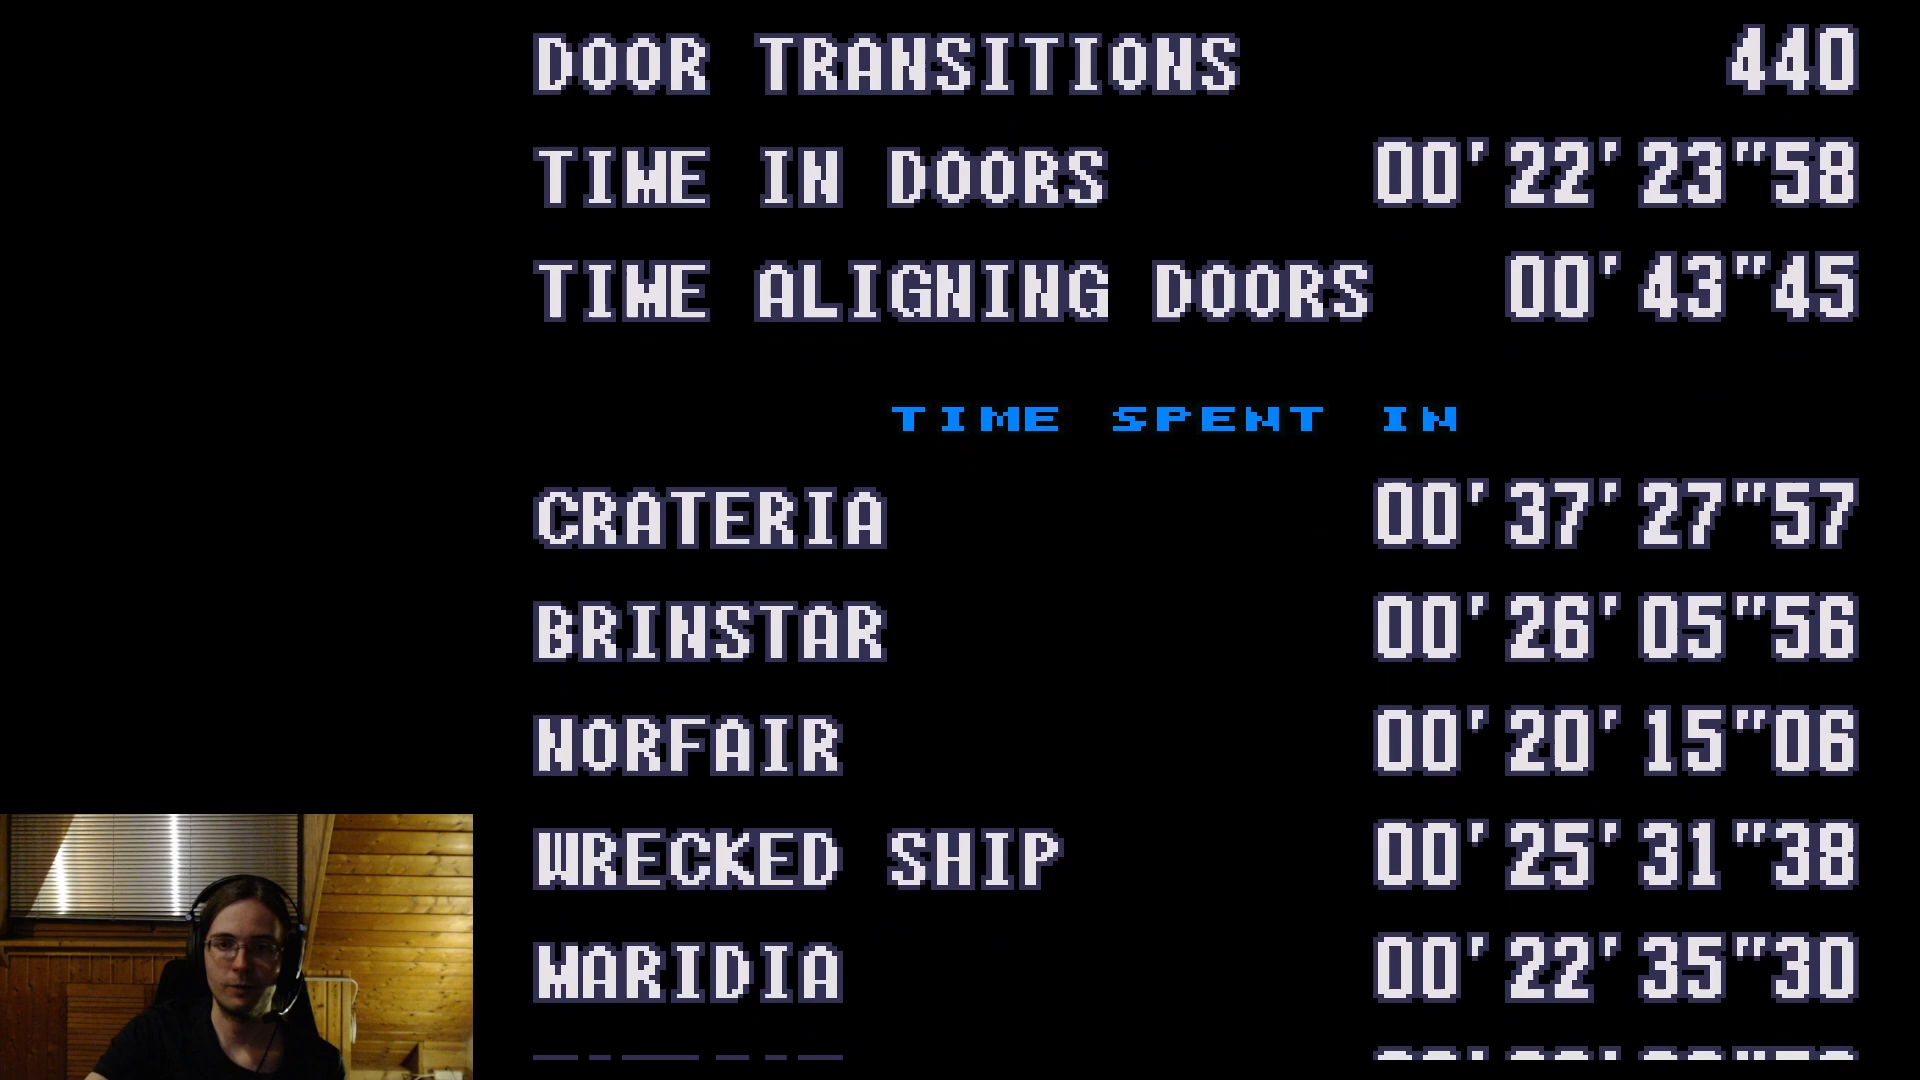 DOOR TRANSITIONS 440
TIME IN DOORS 00'22'23"58
TIME ALIGNING DOORS 00'43"45
TIME SPENT IN
CRATERIA 00'37'27"57
BRINSTAR 00'26'05"56
NORFAIR 00'20'15"06
WRECKED SHIP 00'25'31"38
MARIDIA 00'22'35"30